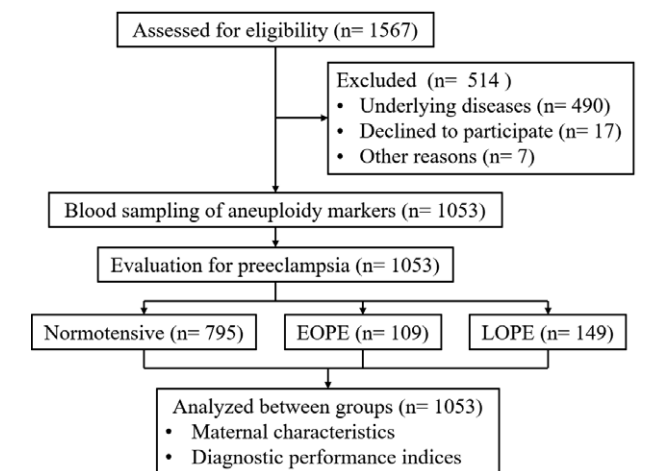 Assessed for eligibility (n= 1567)
Excluded (n= 514 )
• Underlying diseases (n= 490)
• Declined to participate (n= 17)
• Other reasons (n= 7)
Blood sampling of aneuploidy markers (n= 1053)
Evaluation for preeclampsia (n= 1053)
Normotensive (n= 795)
EOPE (n= 109)
LOPE (n= 149)
Analyzed between groups (n= 1053)
• Maternal characteristics
• Diagnostic performance indices